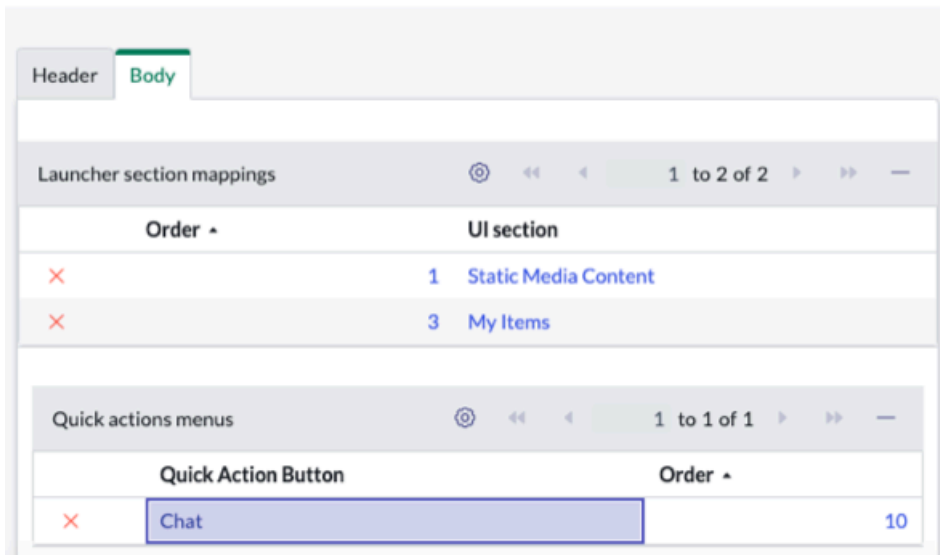 Header Body
Launcher section mappings 1 to 2 of 2
Order UI section
1 Static Media Content
3 My Items
Quick actions menus 1 to 1 of 1
Quick Action Button Order
Chat 10